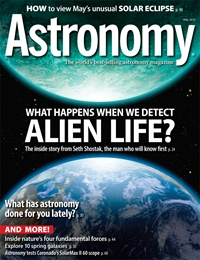 HOW to view May's unusual SOLAR ECLIPSE p. 50
Astronomy
The world's best-selling astronomy magazine
WHAT HAPPENS WHEN WE DETECT
ALIEN LIFE?
The inside story from Seth Shostak, the man who will know first p. 24
What has astronomy
done for you lately? p. 30
AND MORE!
Inside nature's four fundamental forces
Explore 10 spring galaxies
Astronomy tests Coronado's SolarMax II 60 scope